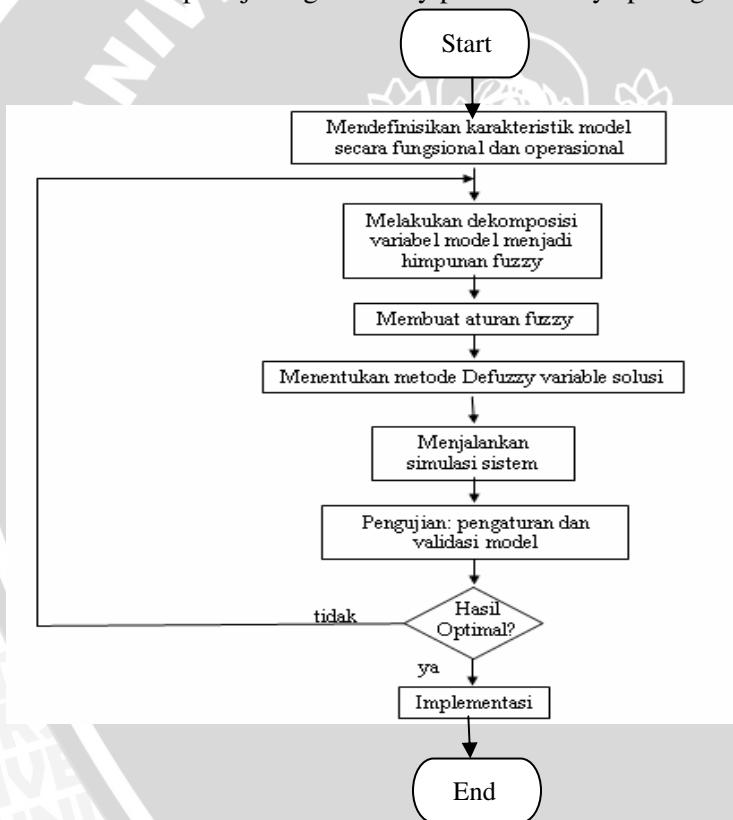 Start
Mendefinisikan karakteristik model
secara fungsional dan operasional
Melakukan dekomposisi
variabel model menjadi
himpunan fuzzy
Membuat aturan fuzzy
Menentukan metode Defuzzy variable solusi
Menjalankan
simulasi sistem
Pengujian: pengaturan dan
validasi model
Hasil
Optimal?
tidak
ya
Implementasi
End